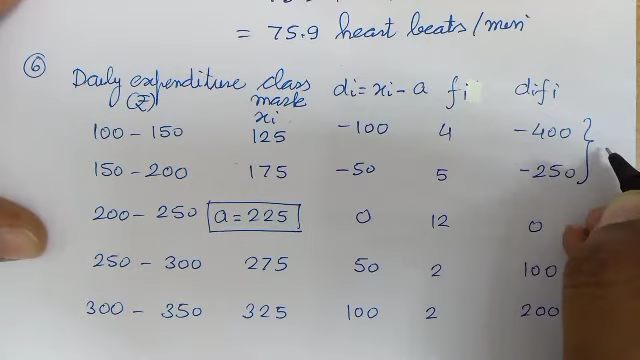 = 75.9 heart beats/min
⑥ Daily expenditure (₹) class mark xi di = xi - a fi difi
100 - 150 125 -100 4 -400
150 - 200 175 -50 5 -250
200 - 250 a = 225 0 12 0
250 - 300 275 50 2 100
300 - 350 325 100 2 200